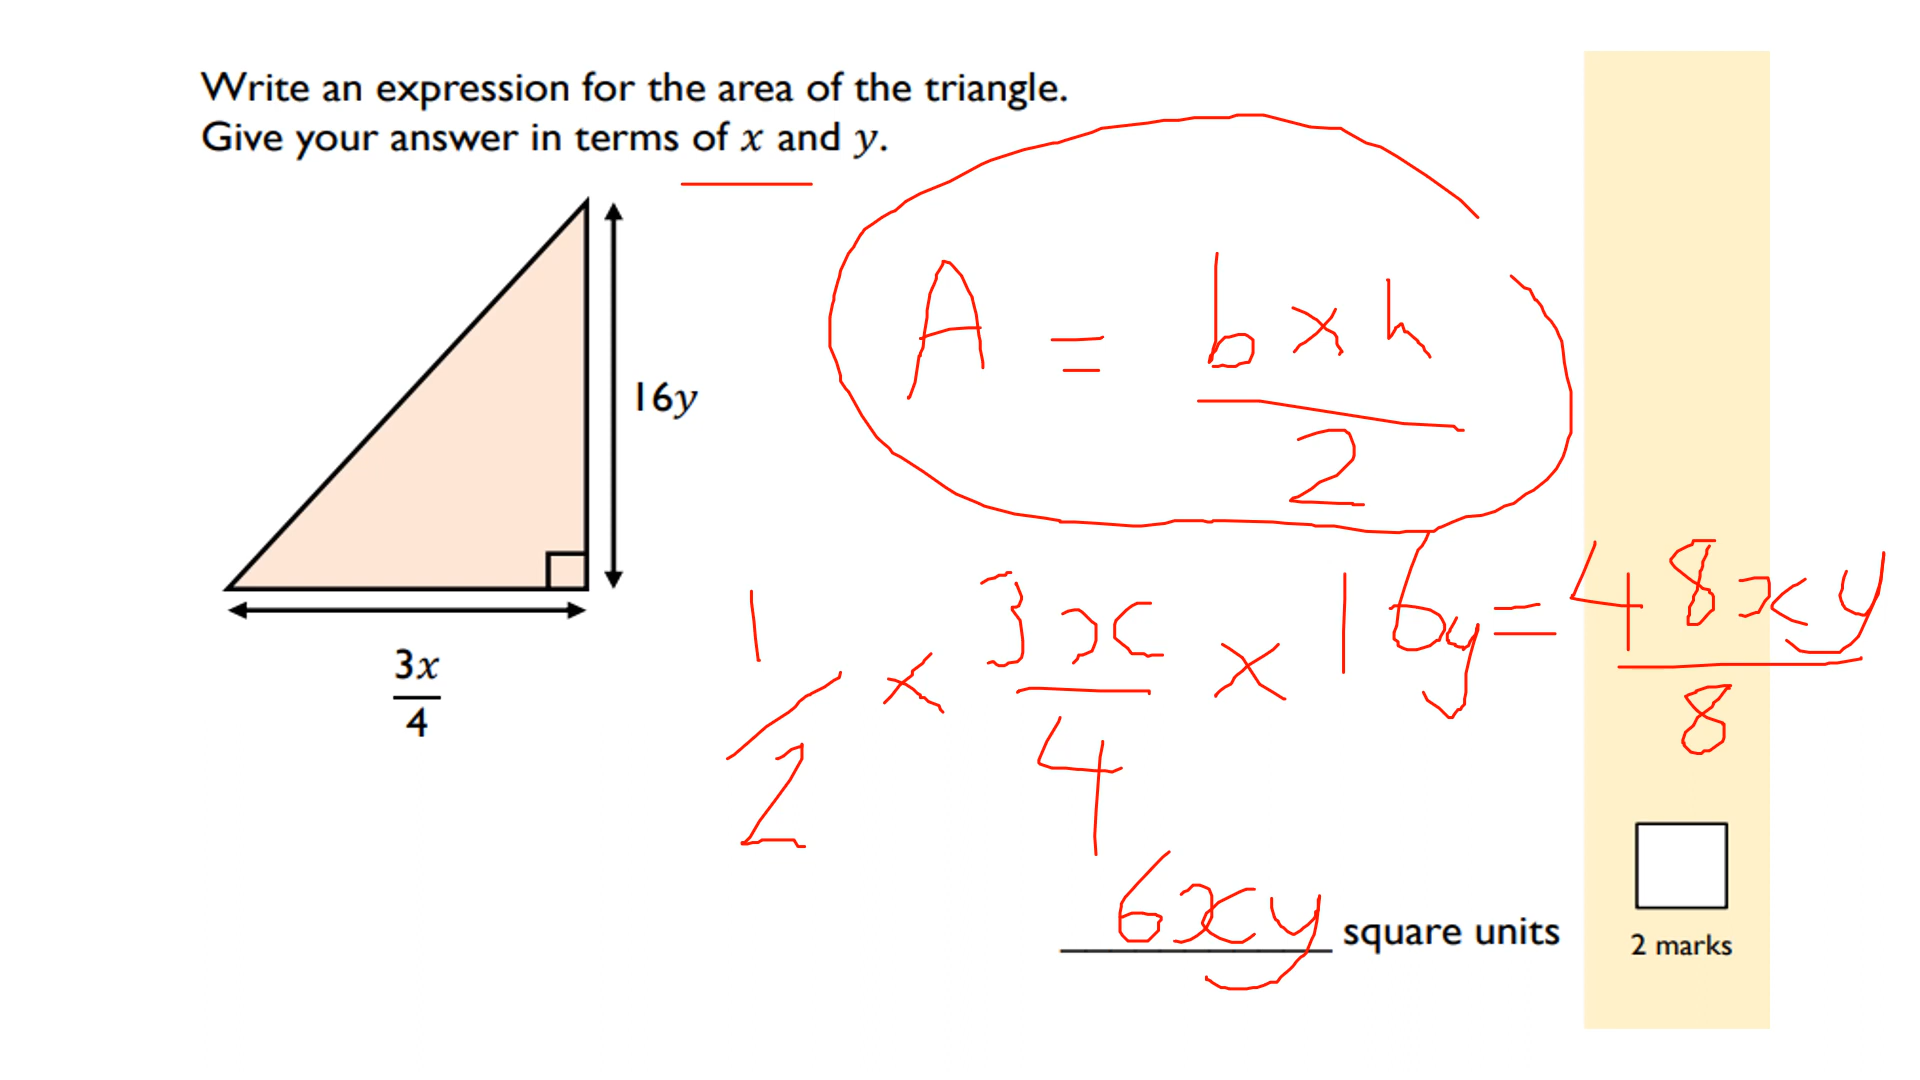 Write an expression for the area of the triangle.
Give your answer in terms of x and y.
A = b × h / 2
16y
3x / 4
1/2 × 3x/4 × 16y = 48xy/8
6xy square units
2 marks